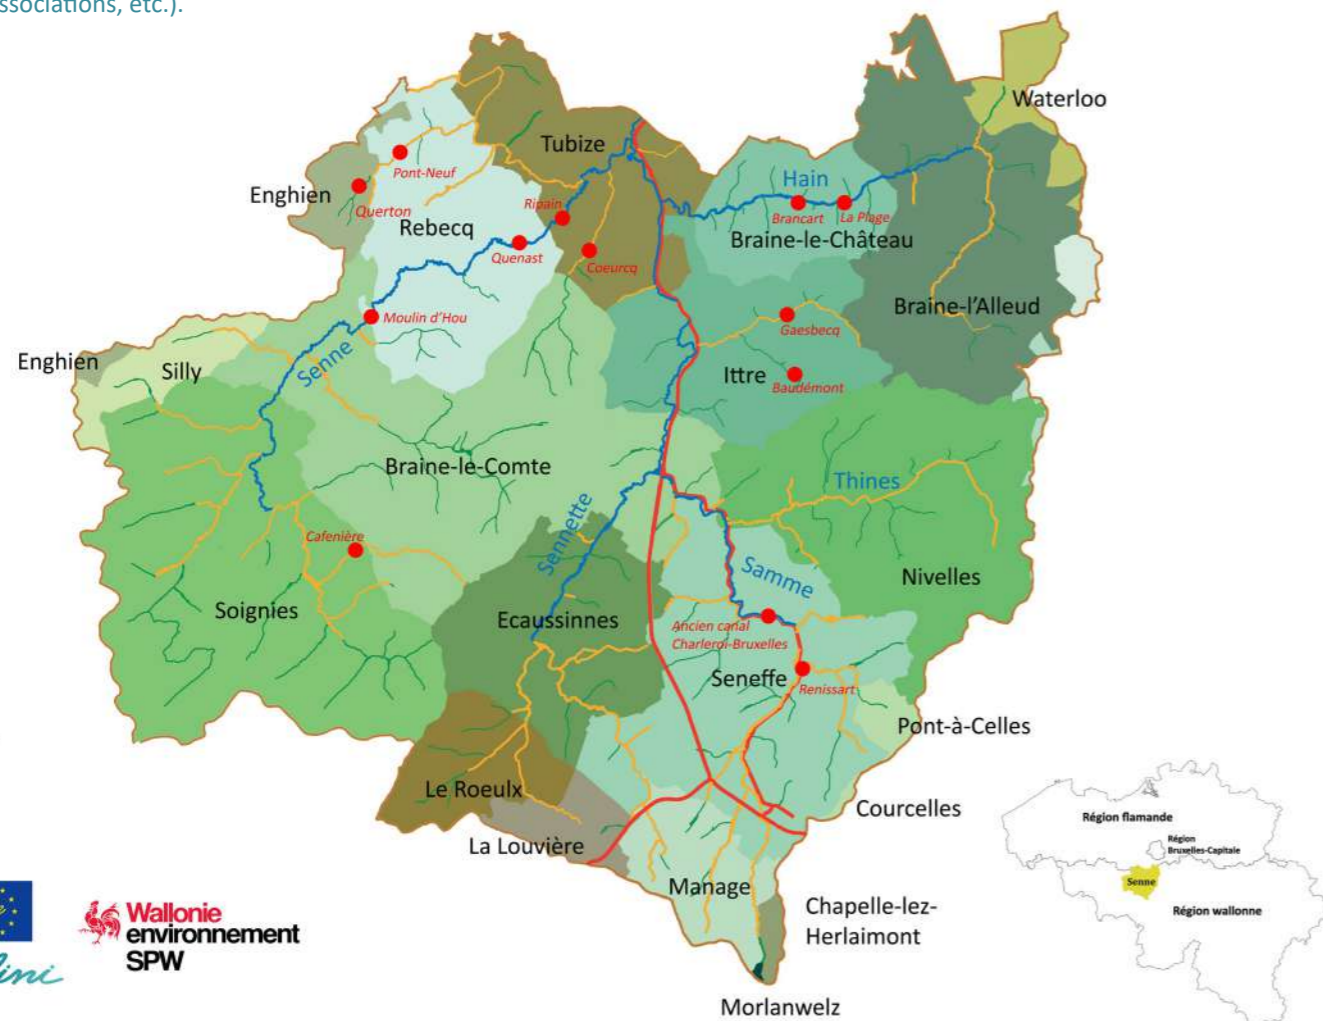 ssociations, etc.).
Waterloo
Tubize
Pont-Neuf
Hain
Enghien
Querton
Ripain
Brancart
La Plage
Rebecq
Braine-le-Château
Quenast
Coeurcq
Braine-l'Alleud
Moulin d'Hou
Gaesbecq
Enghien
Silly
Senne
Ittre
Baudémont
Braine-le-Comte
Thines
Sennette
Cafenière
Samme
Nivelles
Soignies
Ecaussinnes
Ancien canal
Charleroi-Bruxelles
Seneffe
Renissart
Pont-à-Celles
Le Roeulx
Courcelles
La Louvière
Manage
Chapelle-lez-
Herlaimont
Morlanwelz
Région flamande
Région
Bruxelles-Capitale
Senne
Région wallonne
Wallonie
environnement
SPW